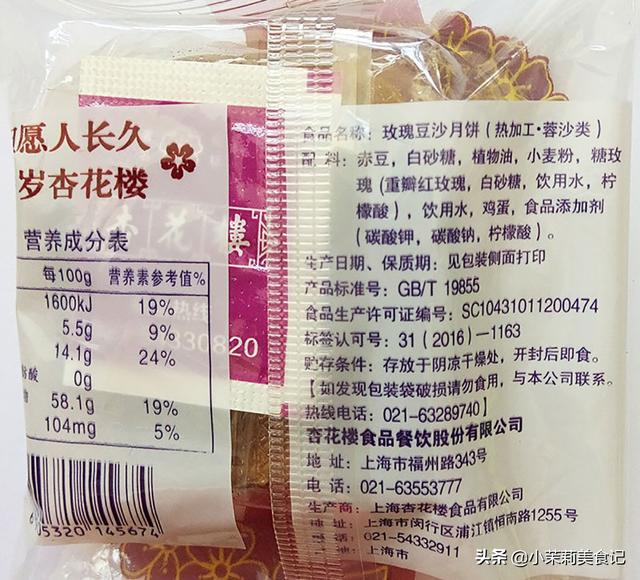 愿人长久
岁杏花楼
营养成分表
每100g 营养素参考值%
1600kJ 19%
5.5g 9%
14.1g 24%
酸 0g
58.1g 19%
104mg 5%
05320 145674
杏花楼
热线
330820
食品名称：玫瑰豆沙月饼（热加工·蓉沙类）
配 料：赤豆，白砂糖，植物油，小麦粉，糖玫
瑰（重瓣红玫瑰，白砂糖，饮用水，柠
檬酸），饮用水，鸡蛋，食品添加剂
（碳酸钾，碳酸钠，柠檬酸）。
生产日期、保质期：见包装侧面打印
产品标准号：GB/T 19855
食品生产许可证编号：SC10431011200474
标签认可号：31（2016）—1163
贮存条件：存放于阴凉干燥处，开封后即食。
【如发现包装袋破损请勿食用，与本公司联系。
热线电话：021-63289740】
杏花楼食品餐饮股份有限公司
地 址：上海市福州路343号
电 话：021-63553777
生产商：上海杏花楼食品有限公司
地 址：上海市闵行区浦江镇恒南路1255号
电 话：021-54332911
产 地：上海市
头条 @小茉莉美食记